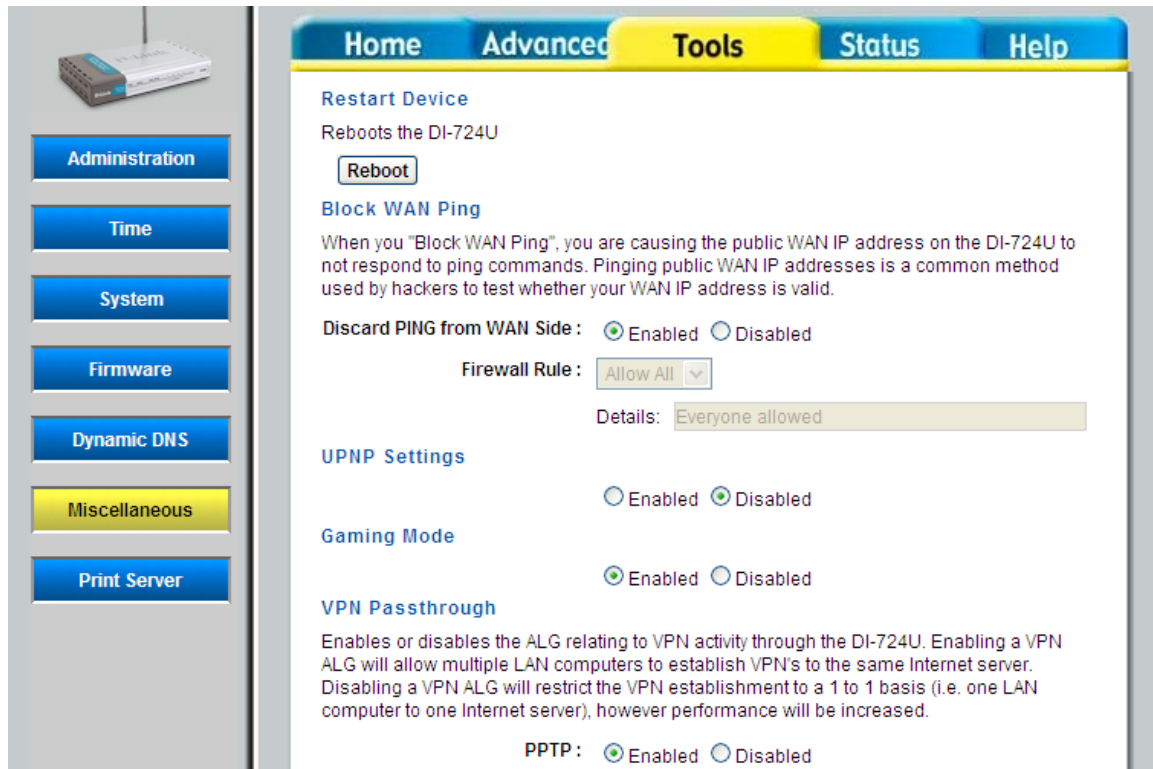 Home Advanced Tools Status Help
Administration
Time
System
Firmware
Dynamic DNS
Miscellaneous
Print Server
Restart Device
Reboots the DI-724U
Reboot
Block WAN Ping
When you "Block WAN Ping", you are causing the public WAN IP address on the DI-724U to
not respond to ping commands. Pinging public WAN IP addresses is a common method
used by hackers to test whether your WAN IP address is valid.
Discard PING from WAN Side : Enabled Disabled
Firewall Rule : Allow All
Details: Everyone allowed
UPNP Settings
Enabled Disabled
Gaming Mode
Enabled Disabled
VPN Passthrough
Enables or disables the ALG relating to VPN activity through the DI-724U. Enabling a VPN
ALG will allow multiple LAN computers to establish VPN's to the same Internet server.
Disabling a VPN ALG will restrict the VPN establishment to a 1 to 1 basis (i.e. one LAN
computer to one Internet server), however performance will be increased.
PPTP : Enabled Disabled